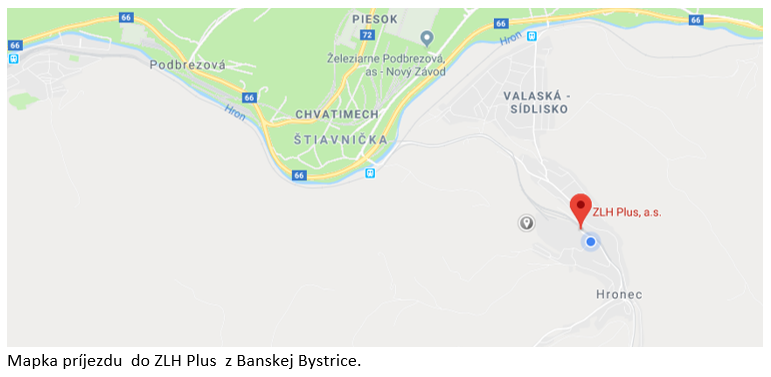 66
66
66
PIESOK
72
Hron
Železiarne Podbrezová,
as - Nový Závod
Podbrezová
66
66
Hron
VALASKÁ -
SÍDLISKO
CHVATIMECH
ŠTIAVNIČKA
66
ZLH Plus, a.s.
Hronec
Mapka príjezdu do ZLH Plus z Banskej Bystrice.